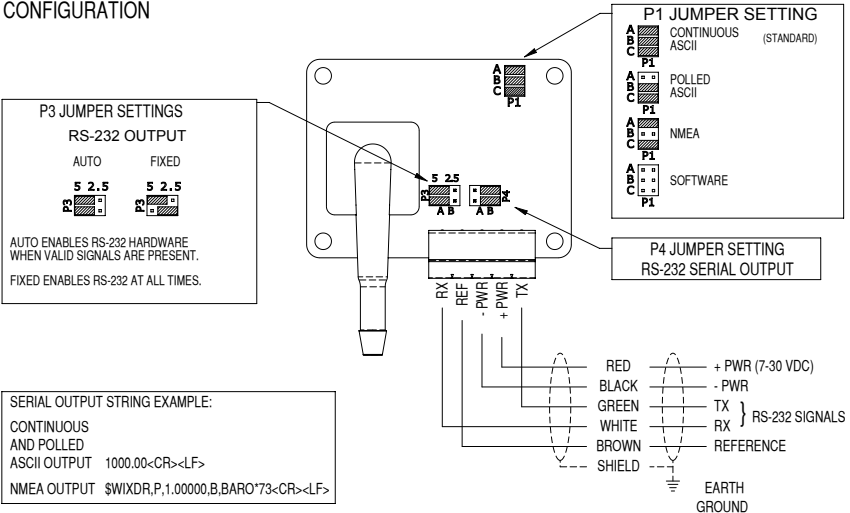 CONFIGURATION
P1 JUMPER SETTING
A
B
C
P1
CONTINUOUS
ASCII
(STANDARD)
A
B
C
P1
POLLED
ASCII
A
B
C
P1
NMEA
A
B
C
P1
SOFTWARE
A
B
C
P1
P3 JUMPER SETTINGS
RS-232 OUTPUT
AUTO FIXED
5 2.5 5 2.5
P3 P3
AUTO ENABLES RS-232 HARDWARE
WHEN VALID SIGNALS ARE PRESENT.
FIXED ENABLES RS-232 AT ALL TIMES.
5 2.5
P3 P4
A B A B
P4 JUMPER SETTING
RS-232 SERIAL OUTPUT
RX
REF
- PWR
+ PWR
TX
RED + PWR (7-30 VDC)
BLACK - PWR
GREEN TX
WHITE RX
} RS-232 SIGNALS
BROWN REFERENCE
SHIELD
EARTH
GROUND
SERIAL OUTPUT STRING EXAMPLE:
CONTINUOUS
AND POLLED
ASCII OUTPUT 1000.00<CR><LF>
NMEA OUTPUT $WIXDR,P,1.00000,B,BARO*73<CR><LF>